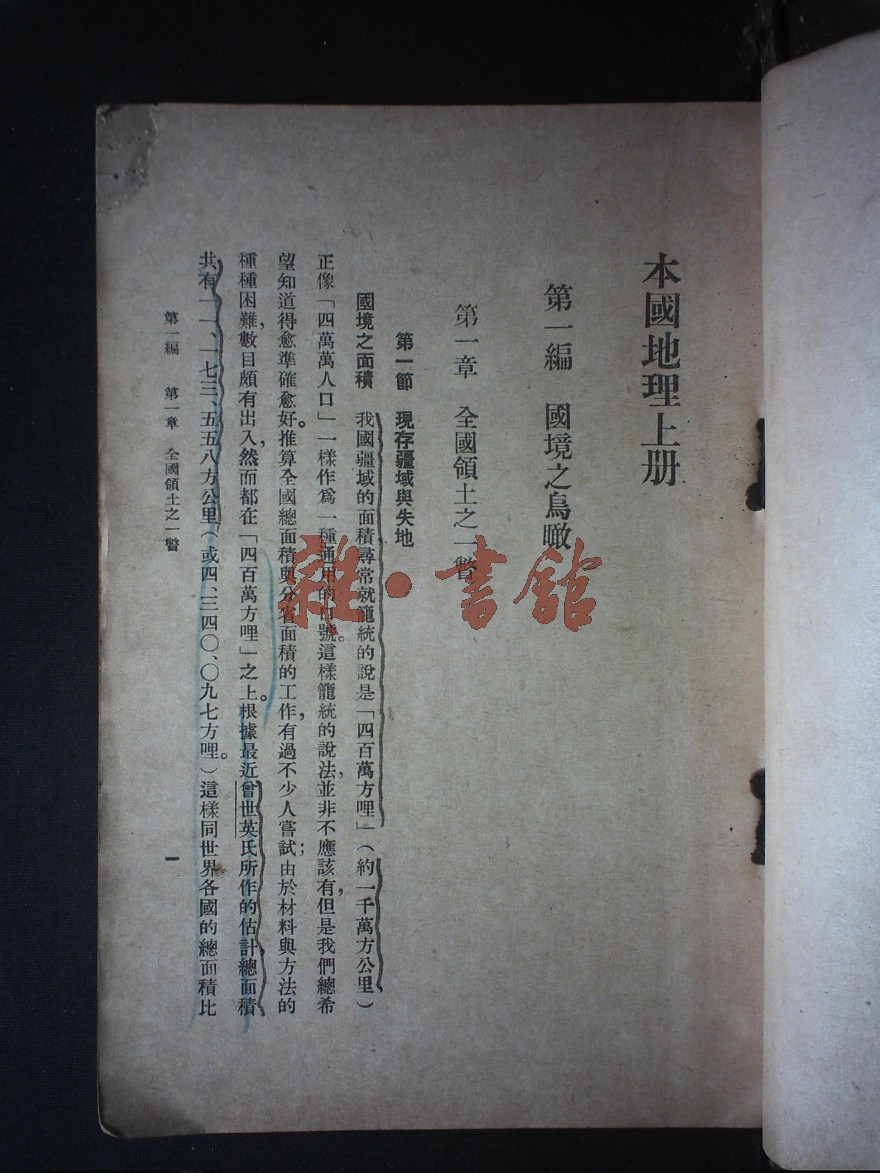 本國地理上册
第一編　國境之鳥瞰
第一章　全國領土之一瞥
第一節　現存疆域與失地
國境之面積　我國疆域的面積尋常就籠統的說是「四百萬方哩」（約一千萬方公里）
正像「四萬萬人口」一樣作爲一種通用的口號。這樣籠統的說法，並非不應該有，但是我們總希
望知道得愈準確愈好。推算全國總面積與分省面積的工作，有過不少人嘗試；由於材料與方法的
種種困難，數目頗有出入，然而都在「四百萬方哩」之上。根據最近曾世英氏所作的估計，總面積
共有一一、一七三、五五八方公里（或四、三一四〇、〇九七方哩。）這樣同世界各國的總面積比
第一編　第一章　全國領土之一瞥
一
雜·書館